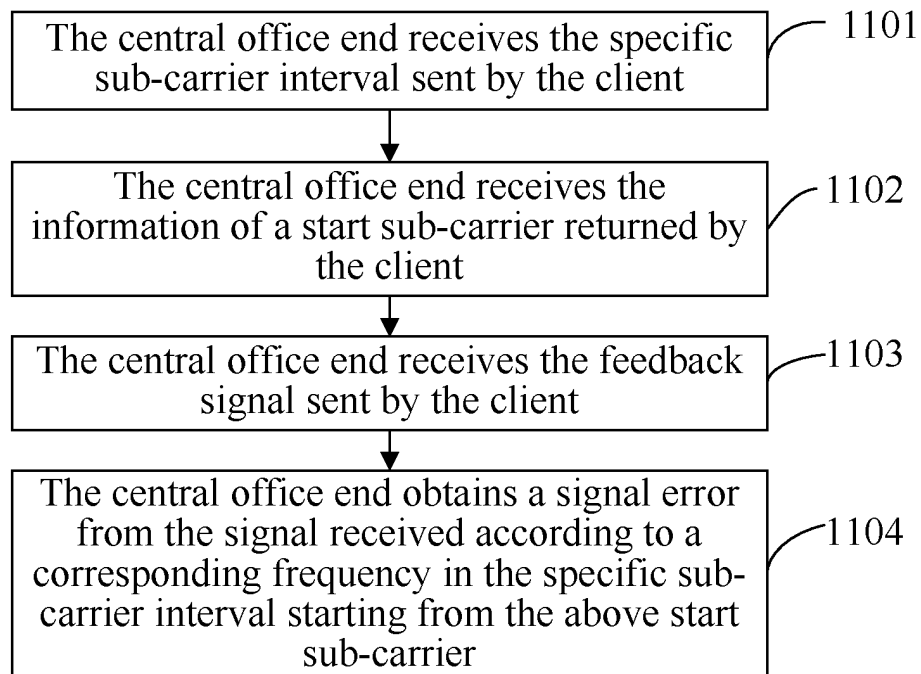 The central office end receives the specific
sub-carrier interval sent by the client
1101
The central office end receives the
information of a start sub-carrier returned by
the client
1102
The central office end receives the feedback
signal sent by the client
1103
The central office end obtains a signal error
from the signal received according to a
corresponding frequency in the specific sub-
carrier interval starting from the above start
sub-carrier
1104